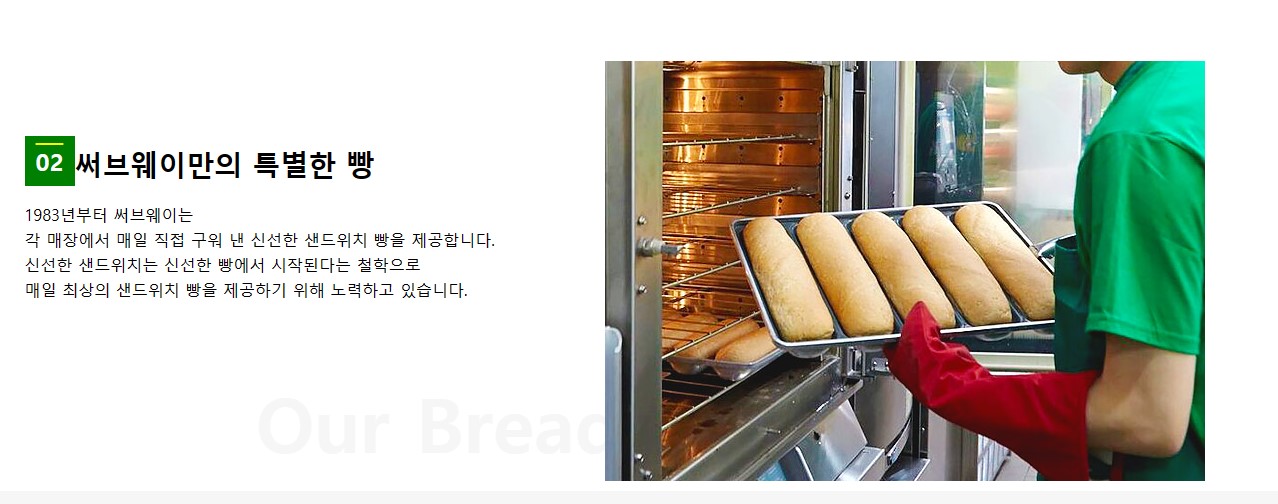 02 써브웨이만의 특별한 빵
1983년부터 써브웨이는
각 매장에서 매일 직접 구워 낸 신선한 샌드위치 빵을 제공합니다.
신선한 샌드위치는 신선한 빵에서 시작된다는 철학으로
매일 최상의 샌드위치 빵을 제공하기 위해 노력하고 있습니다.
Our Bread